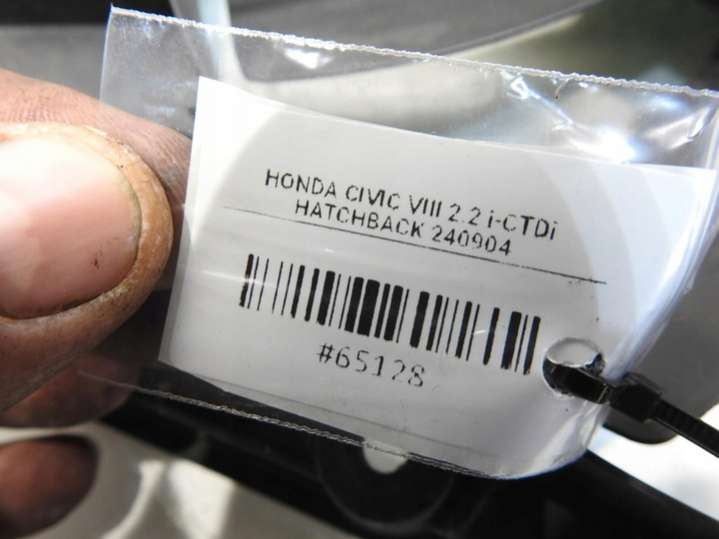 HONDA CIVIC VIII 2.2 i-CTDi
HATCHBACK 240904
#65128